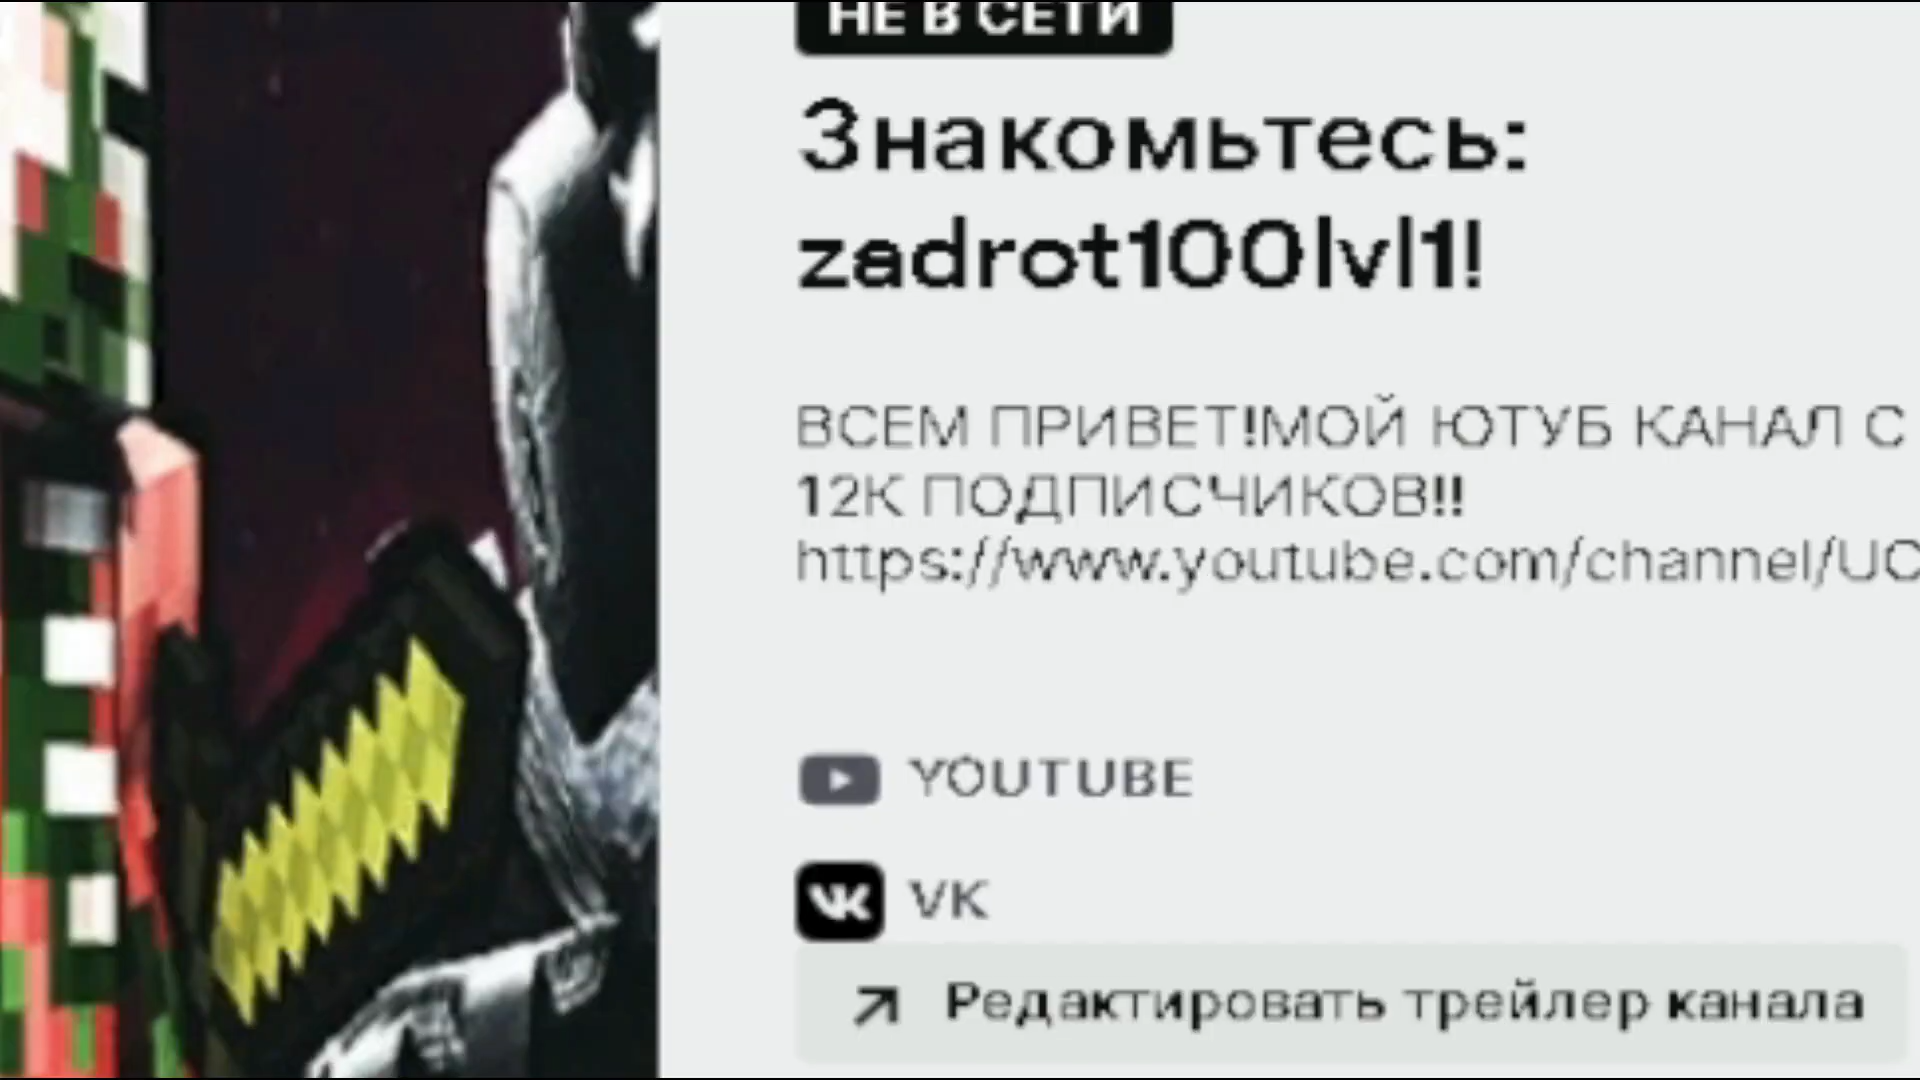 НЕ В СЕТИ
Знакомьтесь:
zadrot100lvl1!
ВСЕМ ПРИВЕТ!МОЙ ЮТУБ КАНАЛ С
12К ПОДПИСЧИКОВ!!
https://www.youtube.com/channel/UC
YOUTUBE
VK
Редактировать трейлер канала